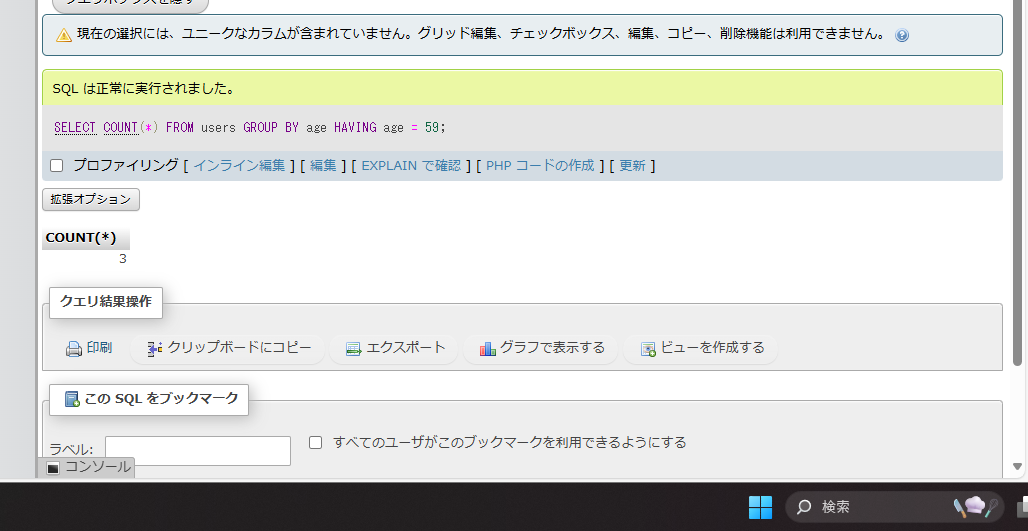 クエリボックスを隠す
現在の選択には、ユニークなカラムが含まれていません。グリッド編集、チェックボックス、編集、コピー、削除機能は利用できません。
SQL は正常に実行されました。
SELECT COUNT(*) FROM users GROUP BY age HAVING age = 59;
プロファイリング [ インライン編集 ] [ 編集 ] [ EXPLAIN で確認 ] [ PHP コードの作成 ] [ 更新 ]
拡張オプション
COUNT(*)
3
クエリ結果操作
印刷 クリップボードにコピー エクスポート グラフで表示する ビューを作成する
この SQL をブックマーク
ラベル: すべてのユーザがこのブックマークを利用できるようにする
コンソール
検索